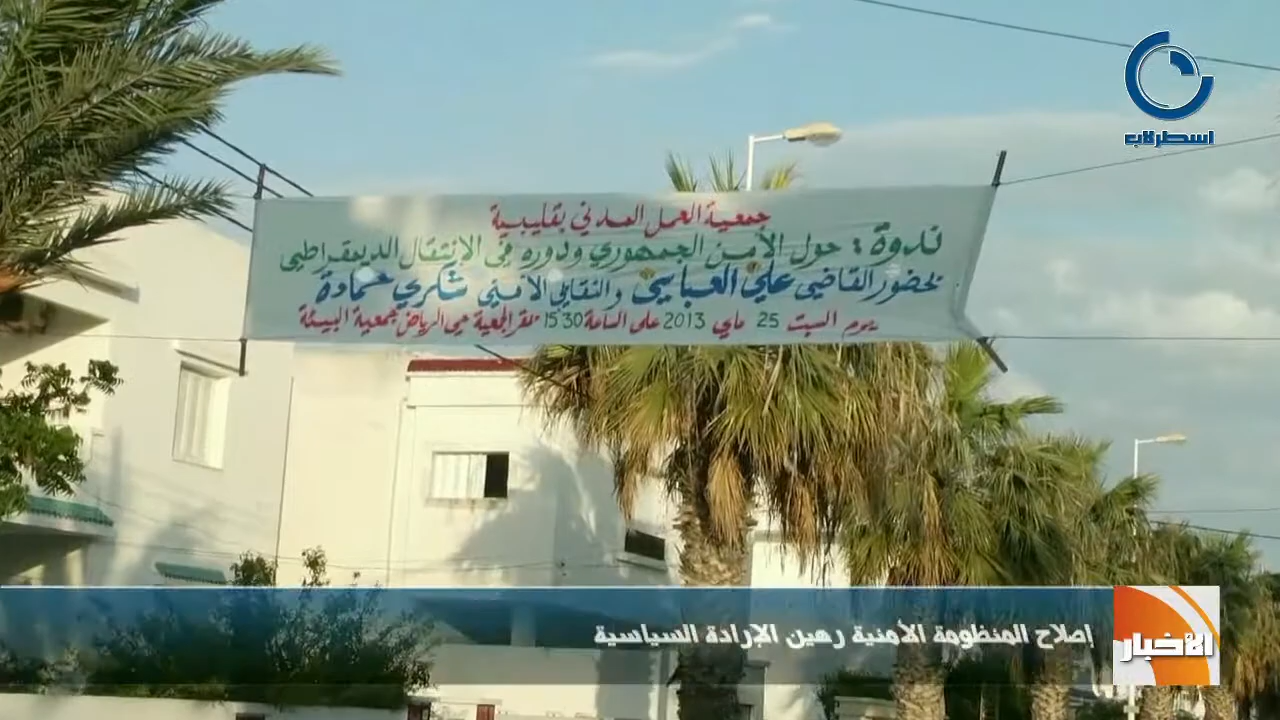 اسطرلاب
جمعية العمل المدني بقليبية
ندوة : حول الأمن الجمهوري ودوره في الإنتقال الديمقراطي
بحضور القاضي علي العباسي والنقابي الأمني شكري حمادة
يوم السبت 25 ماي 2013 على الساعة 15 30 بمقر الجمعية حي الرياض جمعية البيئة
إصلاح المنظومة الأمنية رهين الإرادة السياسية
الأخبار